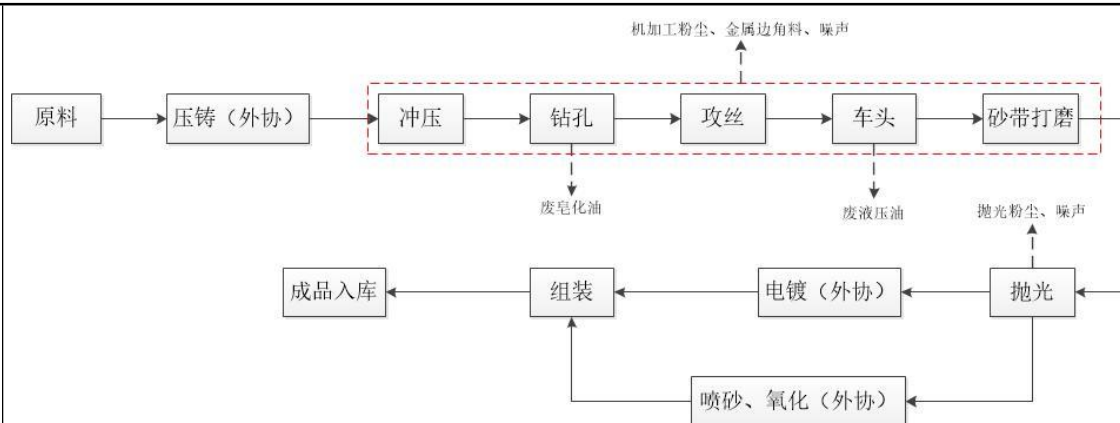 机加工粉尘、金属边角料、噪声
原料
压铸（外协）
冲压
钻孔
攻丝
车头
砂带打磨
废皂化油
废液压油
抛光粉尘、噪声
成品入库
组装
电镀（外协）
抛光
喷砂、氧化（外协）